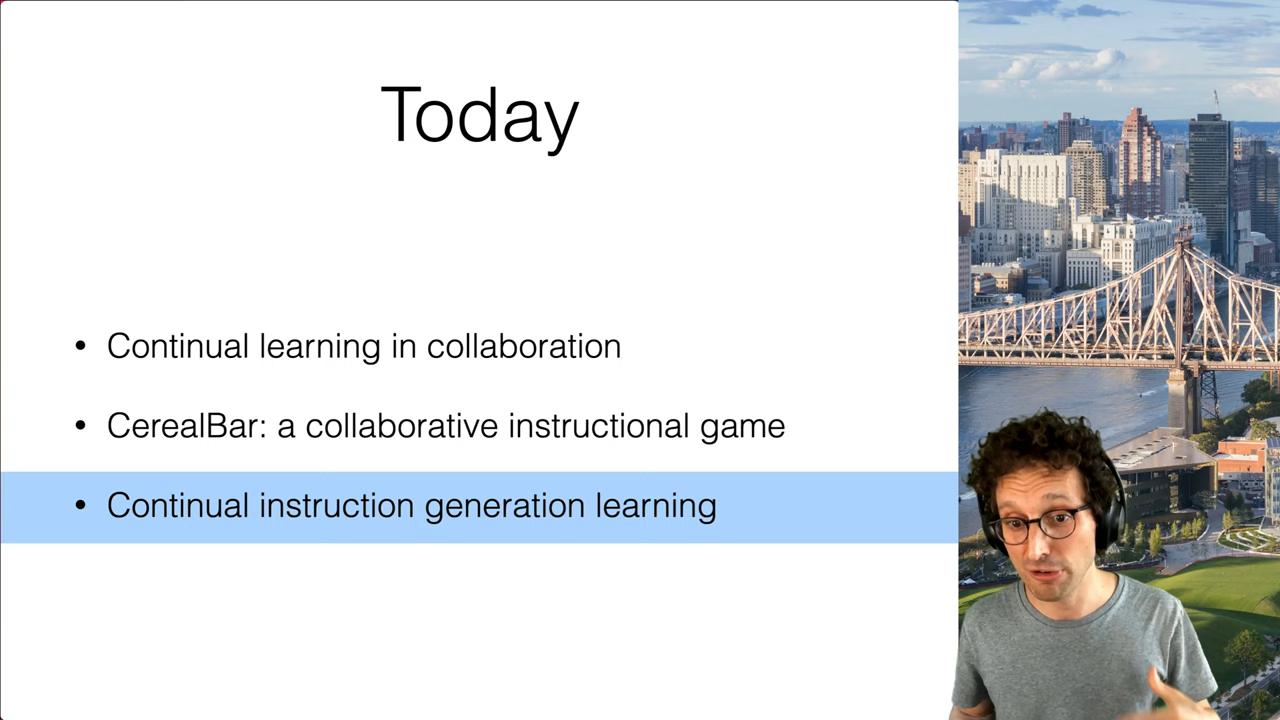 Today
• Continual learning in collaboration
• CerealBar: a collaborative instructional game
• Continual instruction generation learning